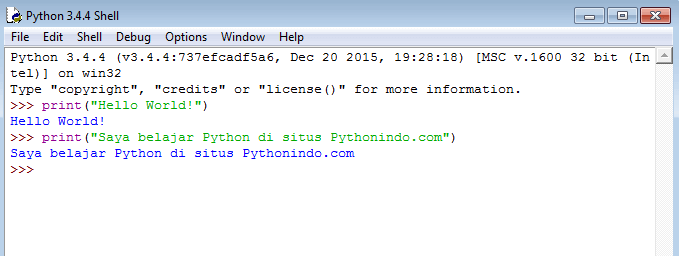 Python 3.4.4 Shell
File Edit Shell Debug Options Window Help
Python 3.4.4 (v3.4.4:737efcadf5a6, Dec 20 2015, 19:28:18) [MSC v.1600 32 bit (In
tel)] on win32
Type "copyright", "credits" or "license()" for more information.
>>> print("Hello World!")
Hello World!
>>> print("Saya belajar Python di situs Pythonindo.com")
Saya belajar Python di situs Pythonindo.com
>>>